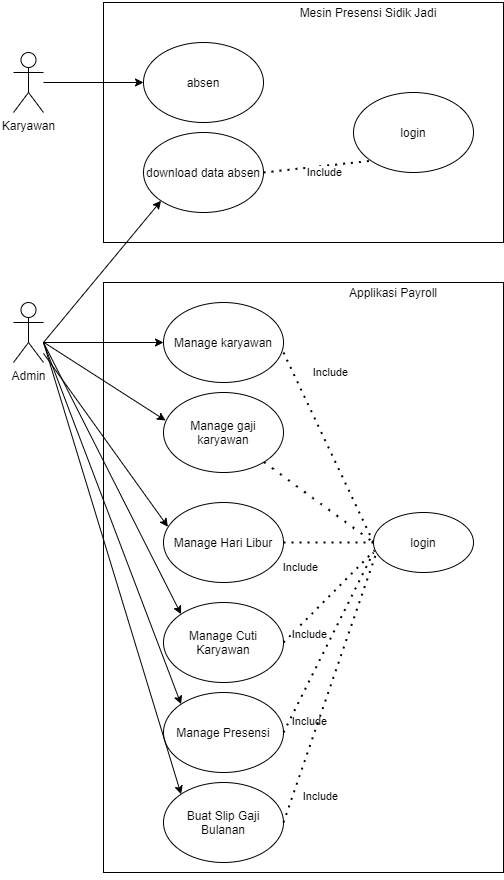 Mesin Presensi Sidik Jadi
Karyawan
absen
login
download data absen
Include
Applikasi Payroll
Admin
Manage karyawan
Include
Manage gaji
karyawan
Manage Hari Libur
login
Include
Manage Cuti
Karyawan
Include
Manage Presensi
Include
Buat Slip Gaji
Bulanan
Include